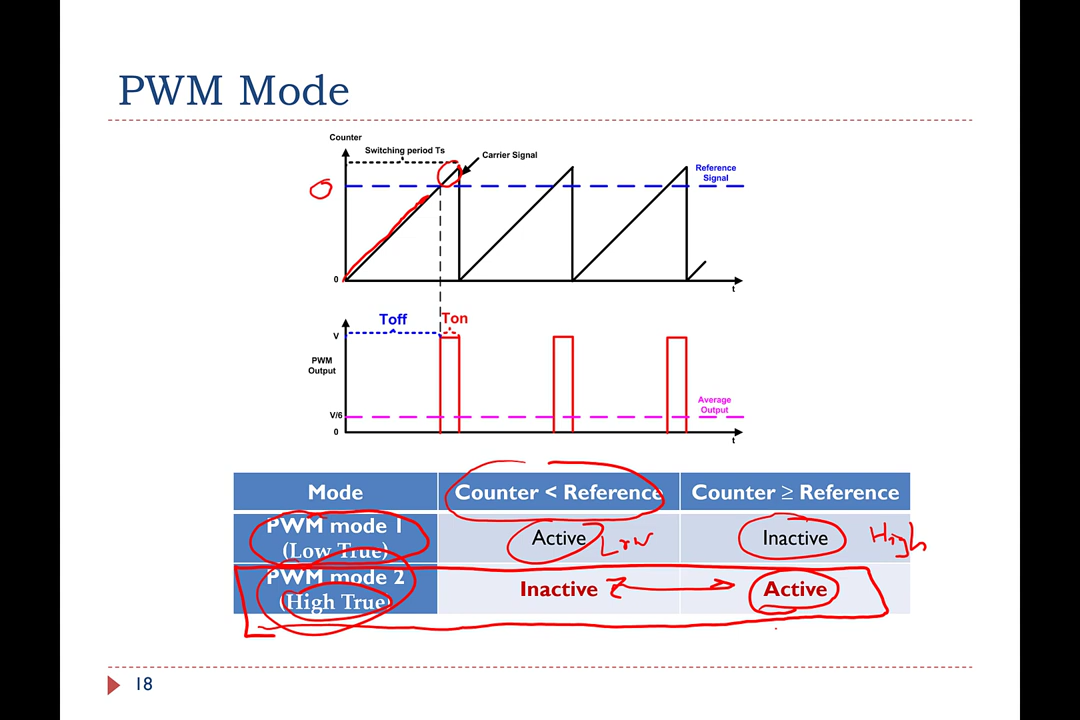 PWM Mode
Counter
Switching period Ts
Carrier Signal
Reference
Signal
0
t
Toff
Ton
V
PWM
Output
V/6
0
Average
Output
t
Mode
Counter < Reference
Counter ≥ Reference
PWM mode 1
(Low True)
Active
Low
Inactive
High
PWM mode 2
(High True)
Inactive
Active
18